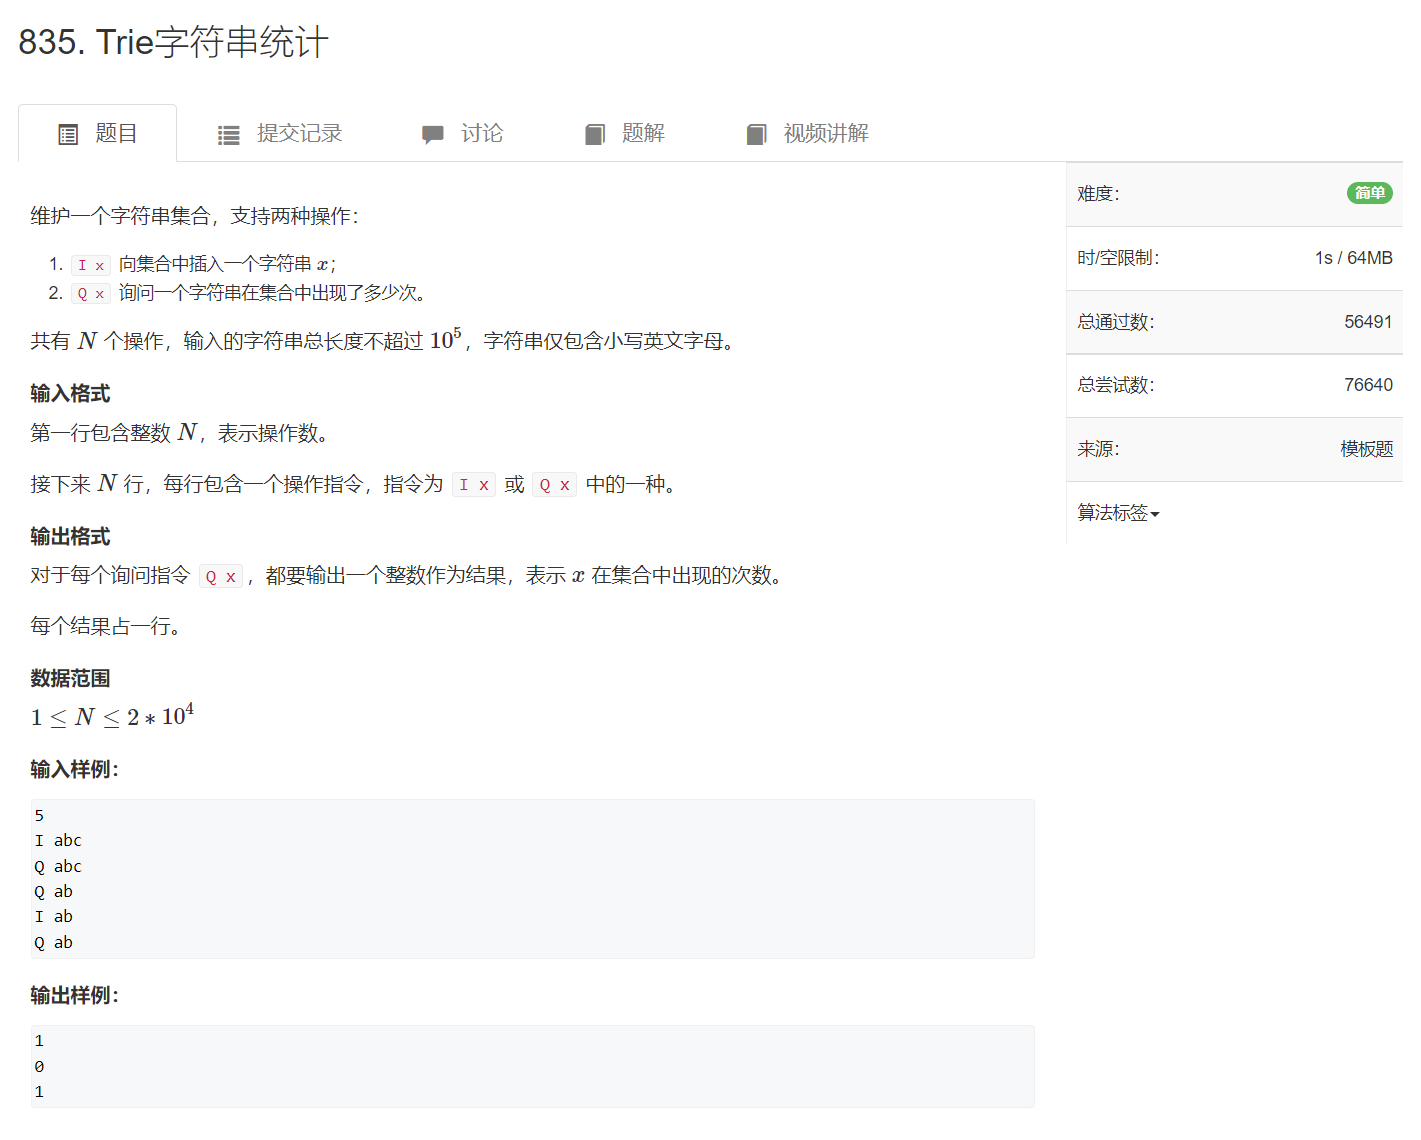 835. Trie字符串统计
题目 提交记录 讨论 题解 视频讲解
维护一个字符串集合，支持两种操作：
1. I x 向集合中插入一个字符串 x；
2. Q x 询问一个字符串在集合中出现了多少次。
共有 N 个操作，输入的字符串总长度不超过 10^5，字符串仅包含小写英文字母。
输入格式
第一行包含整数 N，表示操作数。
接下来 N 行，每行包含一个操作指令，指令为 I x 或 Q x 中的一种。
输出格式
对于每个询问指令 Q x，都要输出一个整数作为结果，表示 x 在集合中出现的次数。
每个结果占一行。
数据范围
1 ≤ N ≤ 2 * 10^4
输入样例：
5
I abc
Q abc
Q ab
I ab
Q ab
输出样例：
1
0
1
难度： 简单
时/空限制： 1s / 64MB
总通过数： 56491
总尝试数： 76640
来源： 模板题
算法标签